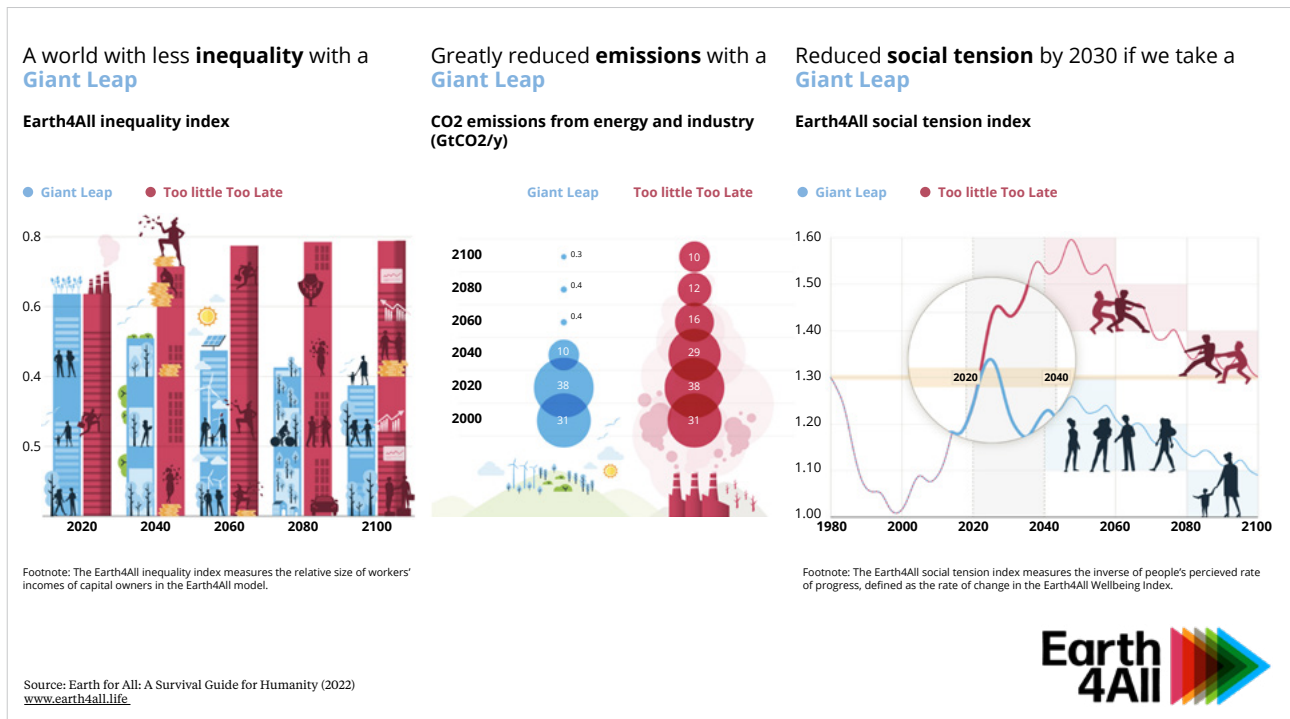 A world with less inequality with a
Giant Leap
Earth4All inequality index
Giant Leap
Too little Too Late
0.8
0.6
0.4
0.5
2020
2040
2060
2080
2100
Footnote: The Earth4All inequality index measures the relative size of workers'
incomes of capital owners in the Earth4All model.
Greatly reduced emissions with a
Giant Leap
CO2 emissions from energy and industry
(GtCO2/y)
Giant Leap
Too little Too Late
2100
0.3
10
2080
0.4
12
2060
0.4
16
2040
10
29
2020
38
38
2000
31
31
Reduced social tension by 2030 if we take a
Giant Leap
Earth4All social tension index
Giant Leap
Too little Too Late
1.60
1.50
1.40
1.30
1.20
1.10
1.00
2020
2040
1980
2000
2020
2040
2060
2080
2100
Footnote: The Earth4All social tension index measures the inverse of people's percieved rate
of progress, defined as the rate of change in the Earth4All Wellbeing Index.
Source: Earth for All: A Survival Guide for Humanity (2022)
www.earth4all.life
Earth
4All